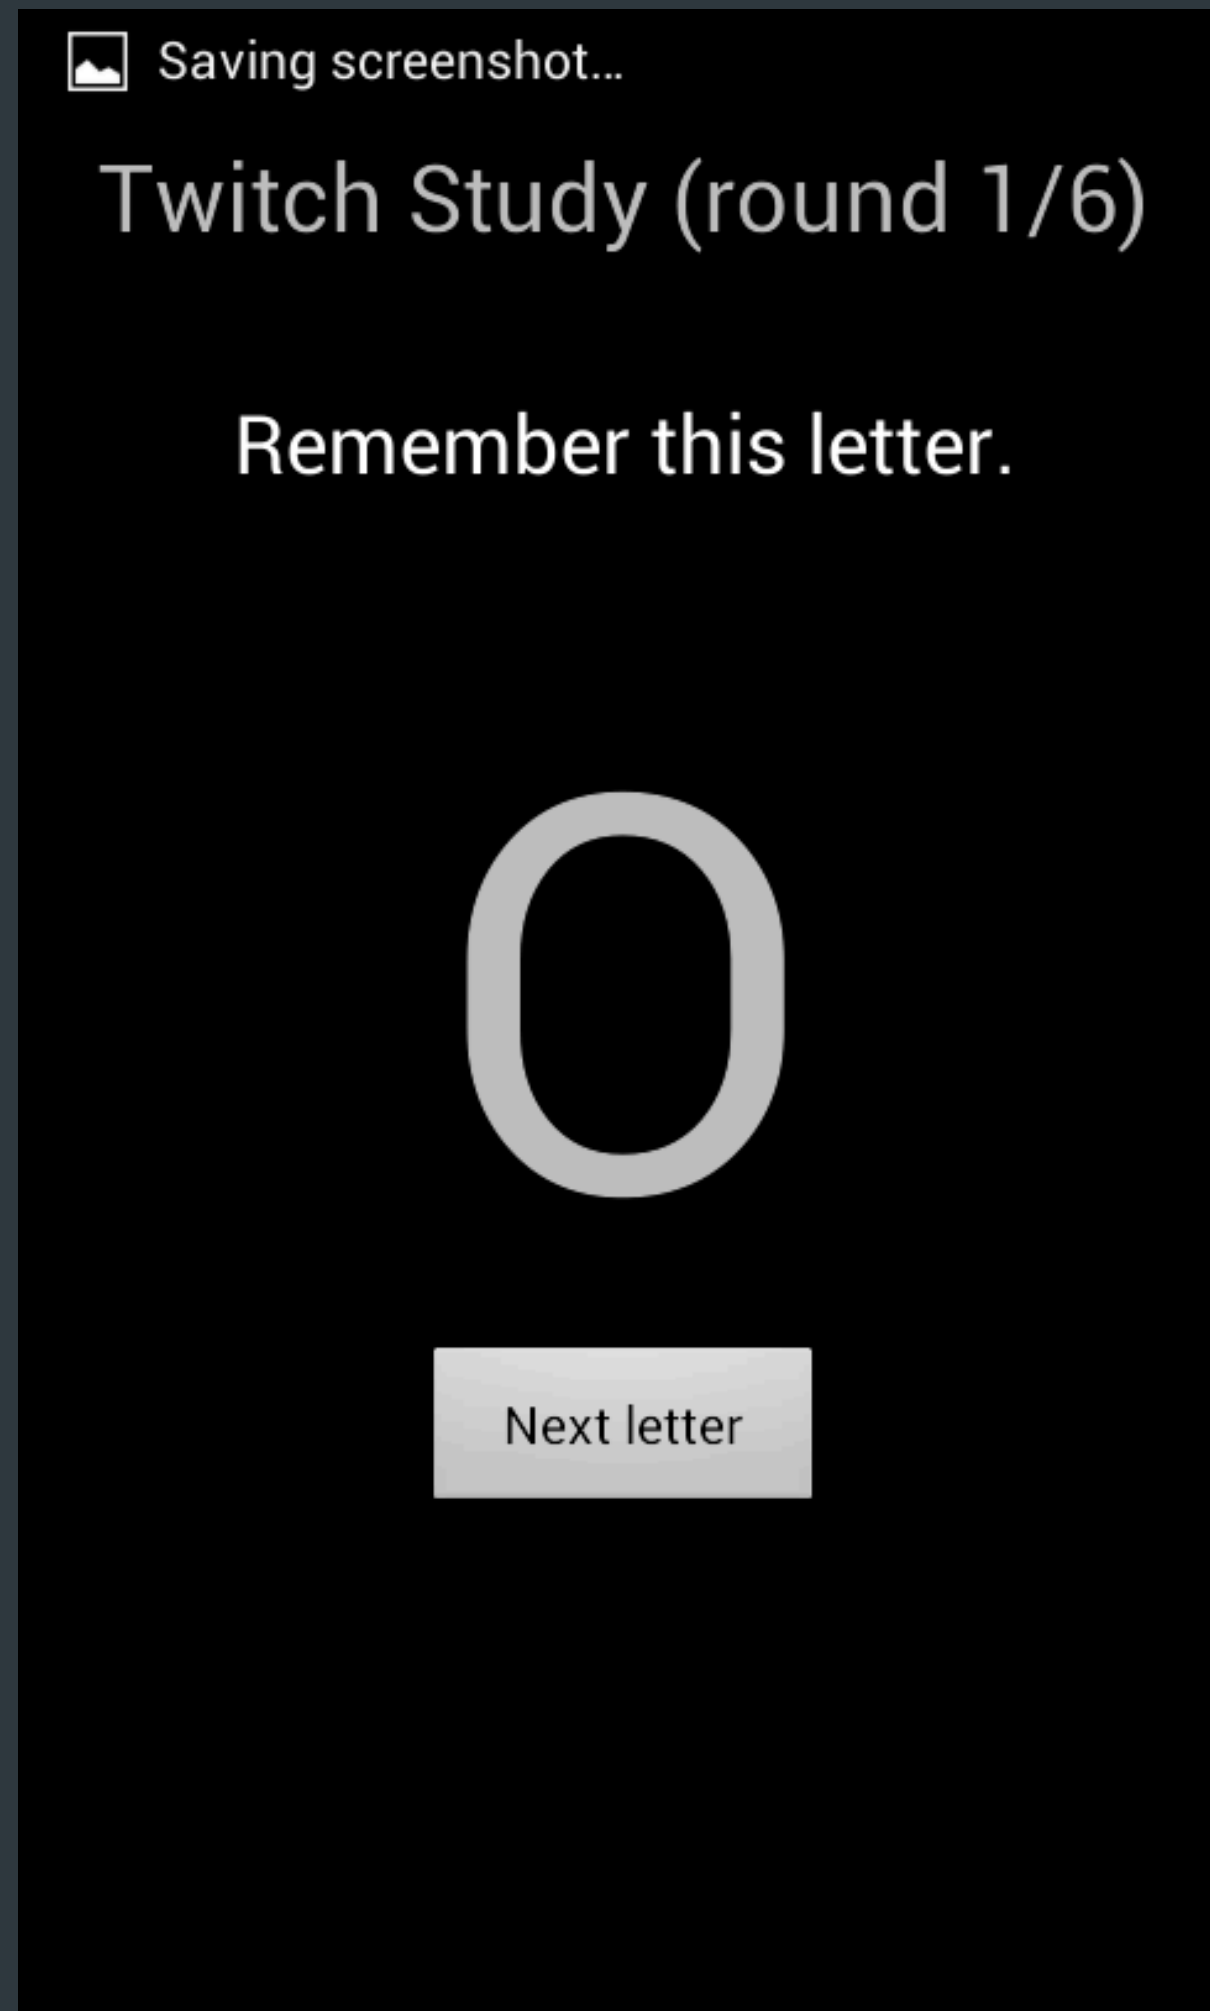 Saving screenshot...
Twitch Study (round 1/6)
Remember this letter.
O
Next letter